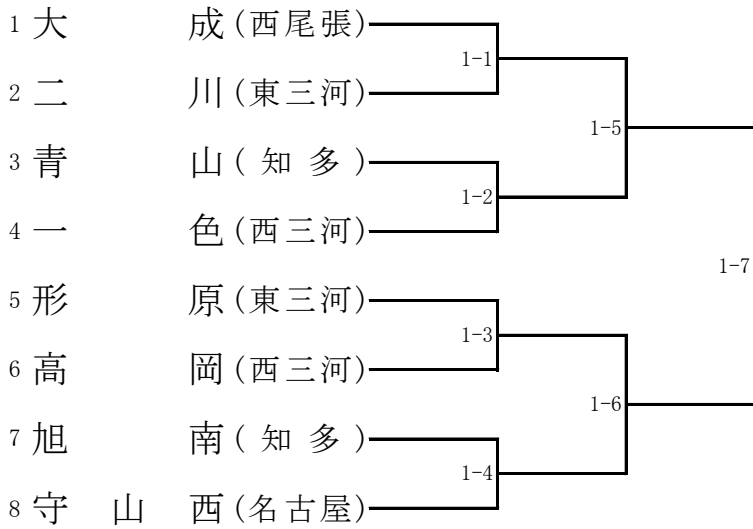 1 大成(西尾張)
1-1
2 二川(東三河)
1-5
3 青山(知多)
1-2
4 一色(西三河)
1-7
5 形原(東三河)
1-3
6 高岡(西三河)
1-6
7 旭南(知多)
1-4
8 守山西(名古屋)